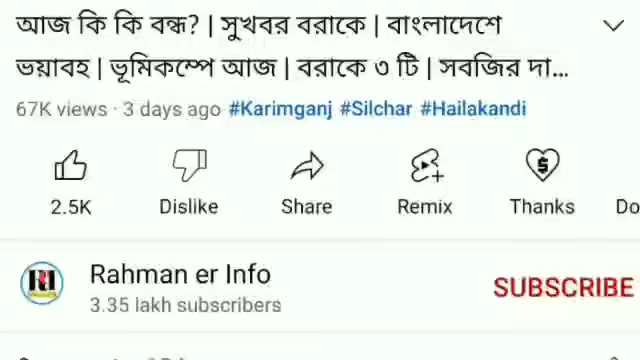 আজ কি কি বন্ধ? | সুখবর বরাকে | বাংলাদেশে
ভয়াবহ | ভূমিকম্পে আজ | বরাকে ৩ টি | সবজির দা...
67K views · 3 days ago #Karimganj #Silchar #Hailakandi
2.5K Dislike Share Remix Thanks Do
RI Rahman er Info SUBSCRIBE
3.35 lakh subscribers